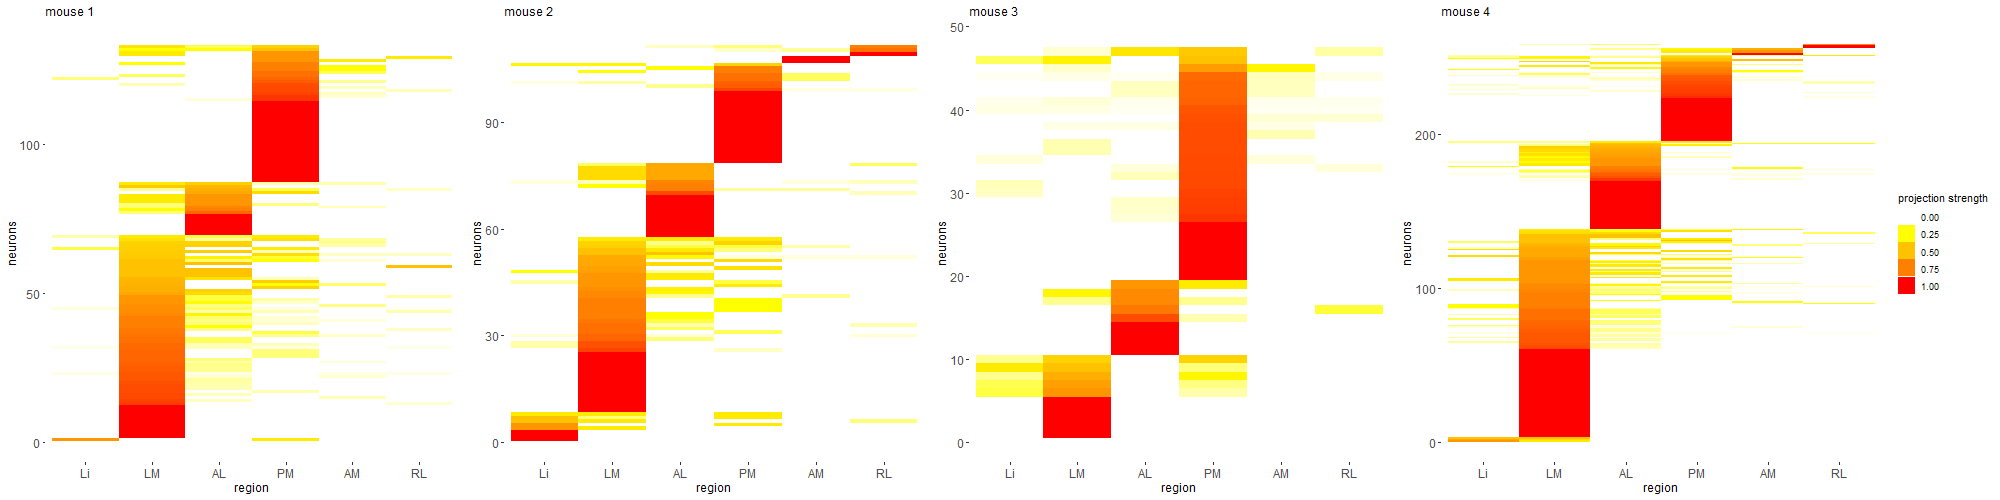 mouse 1
neurons
100
50
0
Li LM AL PM AM RL
region
mouse 2
neurons
90
60
30
0
Li LM AL PM AM RL
region
mouse 3
neurons
50
40
30
20
10
0
Li LM AL PM AM RL
region
mouse 4
neurons
200
100
0
Li LM AL PM AM RL
region
projection strength
0.00
0.25
0.50
0.75
1.00